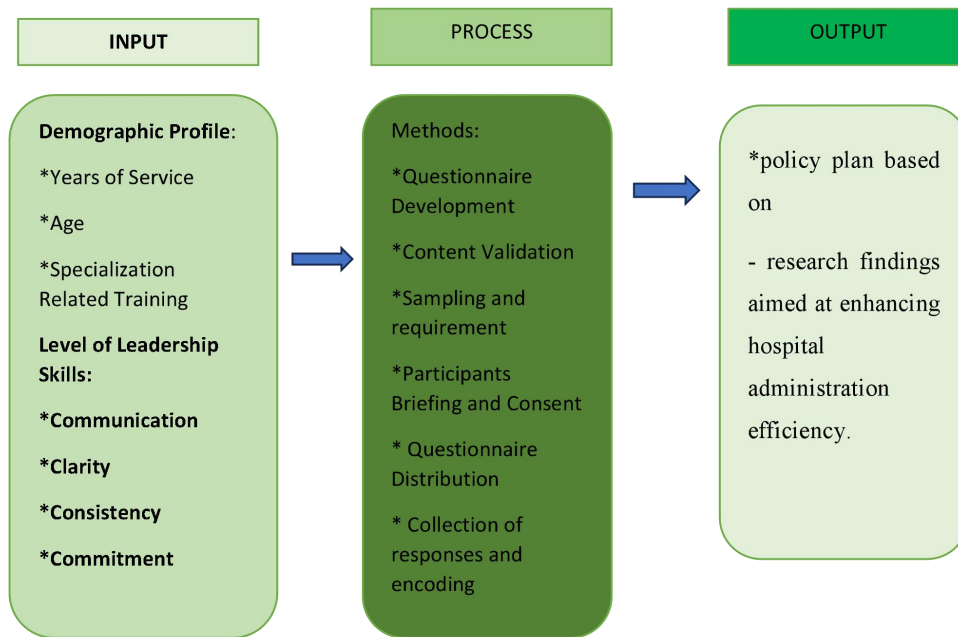 INPUT
PROCESS
OUTPUT
Demographic Profile:
*Years of Service
*Age
*Specialization
Related Training
Level of Leadership
Skills:
*Communication
*Clarity
*Consistency
*Commitment
Methods:
*Questionnaire
Development
*Content Validation
*Sampling and
requirement
*Participants
Briefing and Consent
* Questionnaire
Distribution
* Collection of
responses and
encoding
*policy plan based
on
- research findings
aimed at enhancing
hospital
administration
efficiency.